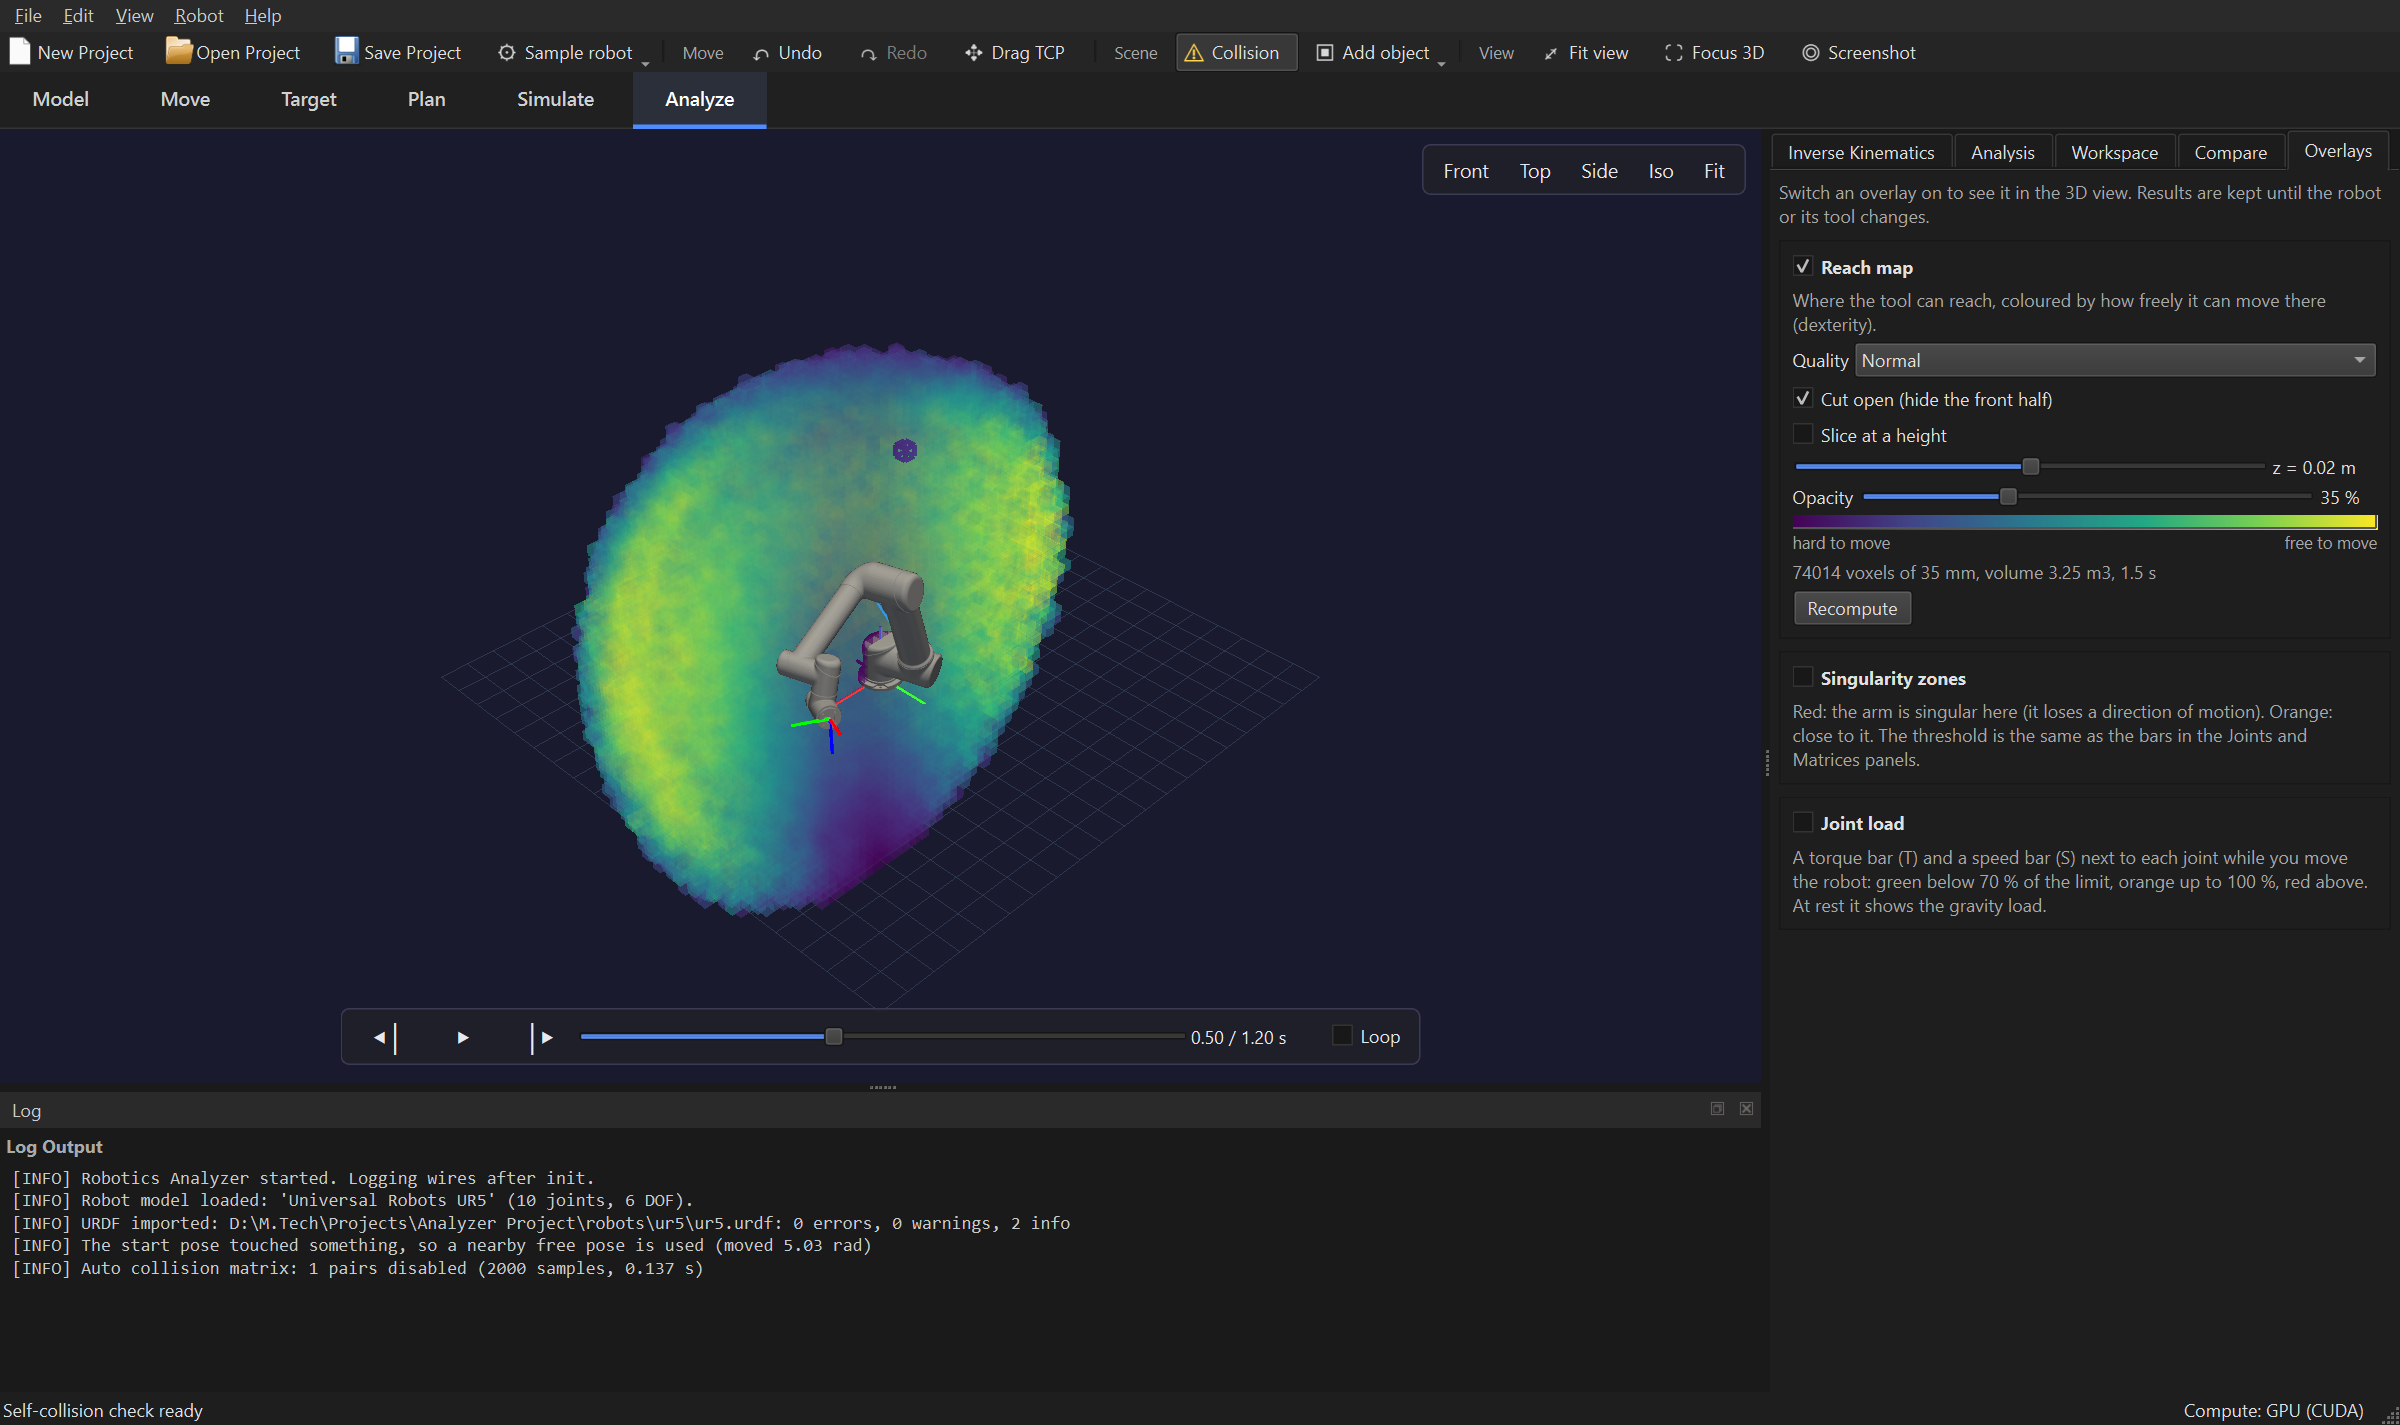 File Edit View Robot Help
New Project Open Project Save Project Sample robot Move Undo Redo Drag TCP Scene Collision Add object View Fit view Focus 3D Screenshot
Model Move Target Plan Simulate Analyze
Front Top Side Iso Fit
Inverse Kinematics Analysis Workspace Compare Overlays
Switch an overlay on to see it in the 3D view. Results are kept until the robot
or its tool changes.
Reach map
Where the tool can reach, coloured by how freely it can move there
(dexterity).
Quality Normal
Cut open (hide the front half)
Slice at a height
z = 0.02 m
Opacity 35 %
hard to move free to move
74014 voxels of 35 mm, volume 3.25 m3, 1.5 s
Recompute
Singularity zones
Red: the arm is singular here (it loses a direction of motion). Orange:
close to it. The threshold is the same as the bars in the Joints and
Matrices panels.
Joint load
A torque bar (T) and a speed bar (S) next to each joint while you move
the robot: green below 70 % of the limit, orange up to 100 %, red above.
At rest it shows the gravity load.
0.50 / 1.20 s Loop
Log
Log Output
[INFO] Robotics Analyzer started. Logging wires after init.
[INFO] Robot model loaded: 'Universal Robots UR5' (10 joints, 6 DOF).
[INFO] URDF imported: D:\M.Tech\Projects\Analyzer Project\robots\ur5\ur5.urdf: 0 errors, 0 warnings, 2 info
[INFO] The start pose touched something, so a nearby free pose is used (moved 5.03 rad)
[INFO] Auto collision matrix: 1 pairs disabled (2000 samples, 0.137 s)
Self-collision check ready
Compute: GPU (CUDA)